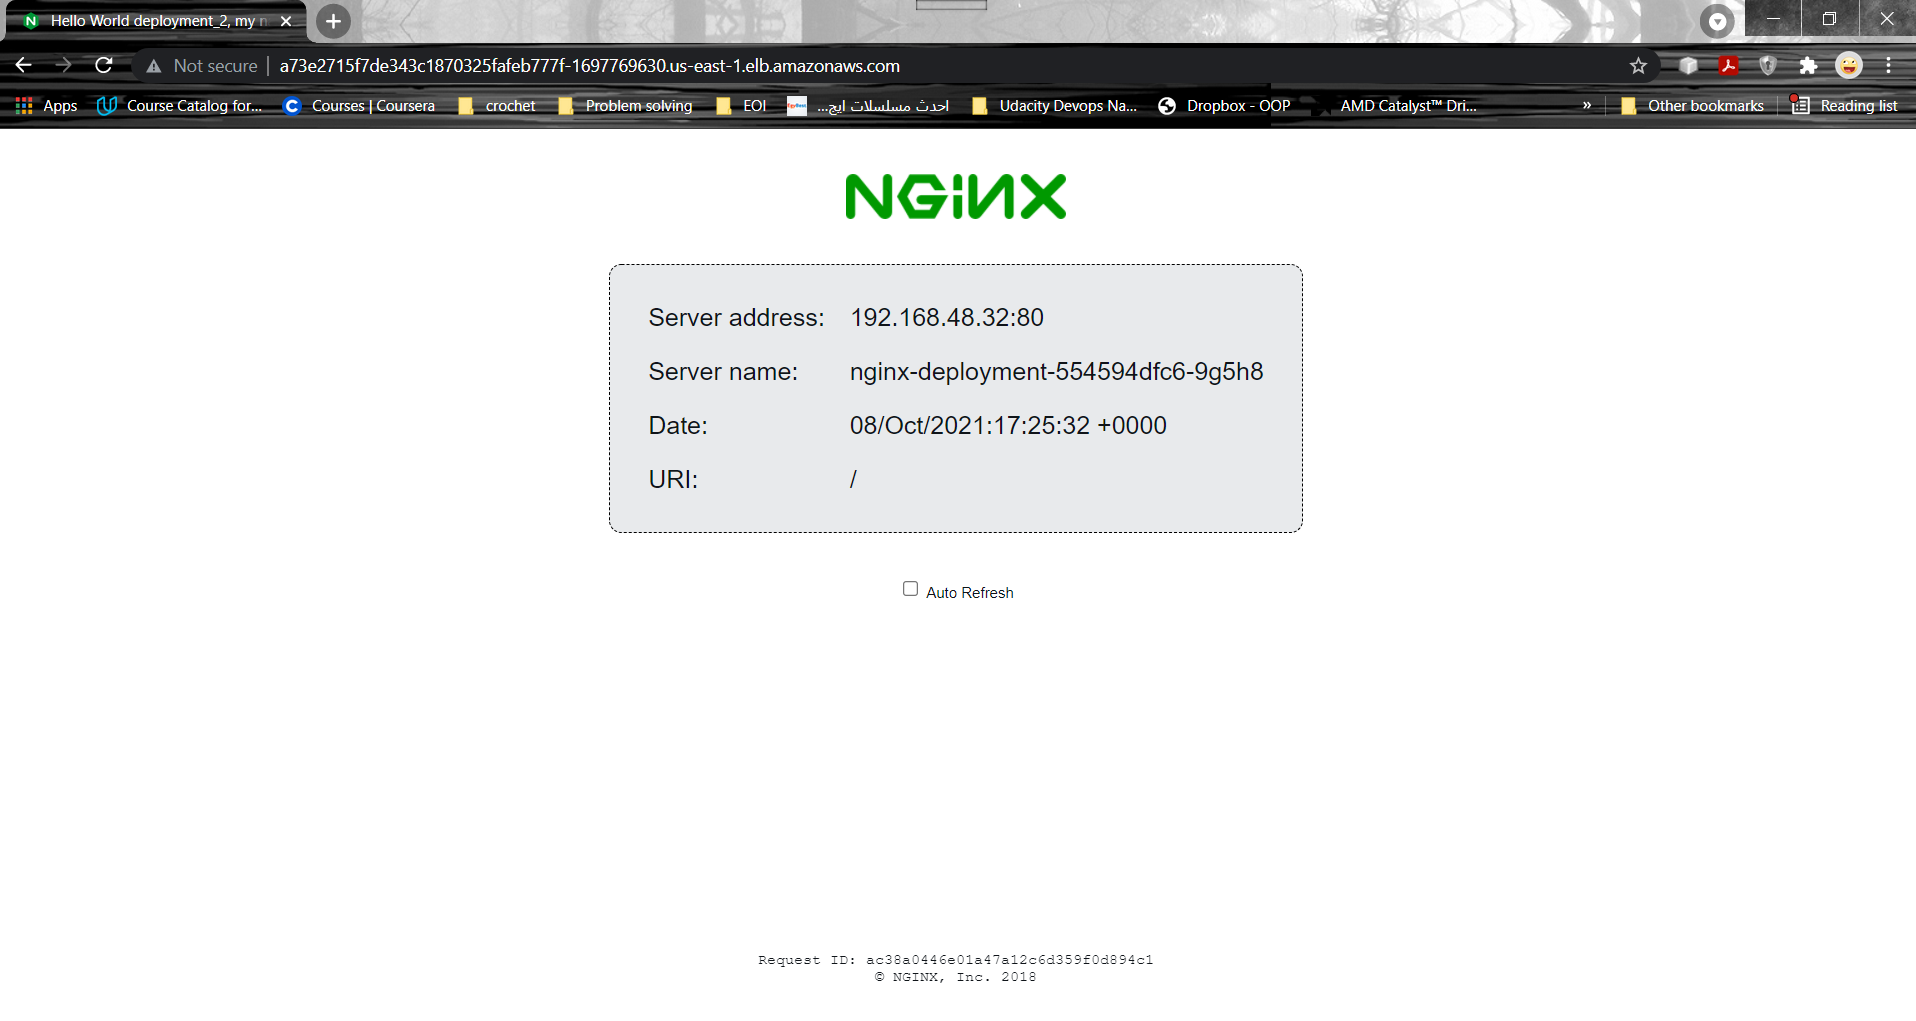 Hello World deployment_2, my
Not secure a73e2715f7de343c1870325fafeb777f-1697769630.us-east-1.elb.amazonaws.com
Apps Course Catalog for... Courses | Coursera crochet Problem solving EOI احدث مسلسلات ايج... Udacity Devops Na... Dropbox - OOP AMD Catalyst™ Dri... » Other bookmarks Reading list
NGINX
Server address: 192.168.48.32:80
Server name: nginx-deployment-554594dfc6-9g5h8
Date: 08/Oct/2021:17:25:32 +0000
URI: /
Auto Refresh
Request ID: ac38a0446e01a47a12c6d359f0d894c1
© NGINX, Inc. 2018